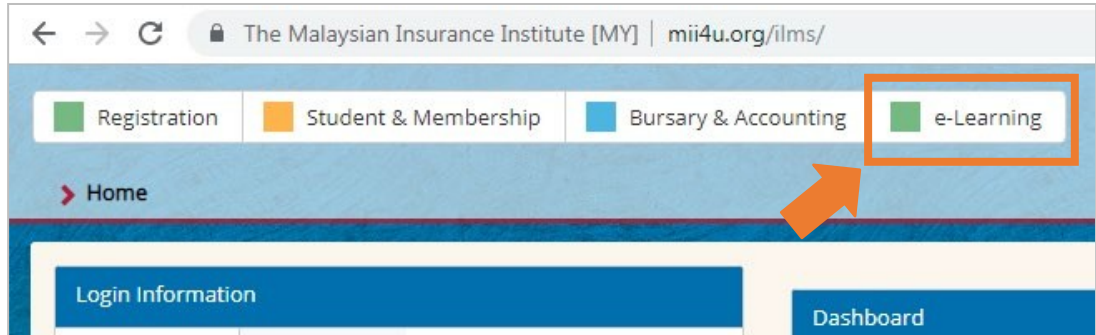 The Malaysian Insurance Institute [MY] | mii4u.org/ilms/
Registration Student & Membership Bursary & Accounting e-Learning
Home
Login Information
Dashboard